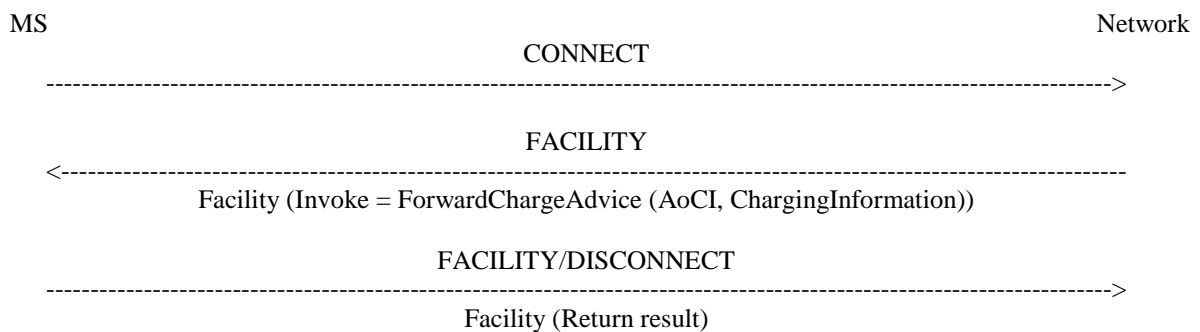 MS Network
CONNECT
------------------------------------------------------------------------------------------------------------------------>
FACILITY
<------------------------------------------------------------------------------------------------------------------------
Facility (Invoke = ForwardChargeAdvice (AoCI, ChargingInformation))
FACILITY/DISCONNECT
------------------------------------------------------------------------------------------------------------------------>
Facility (Return result)